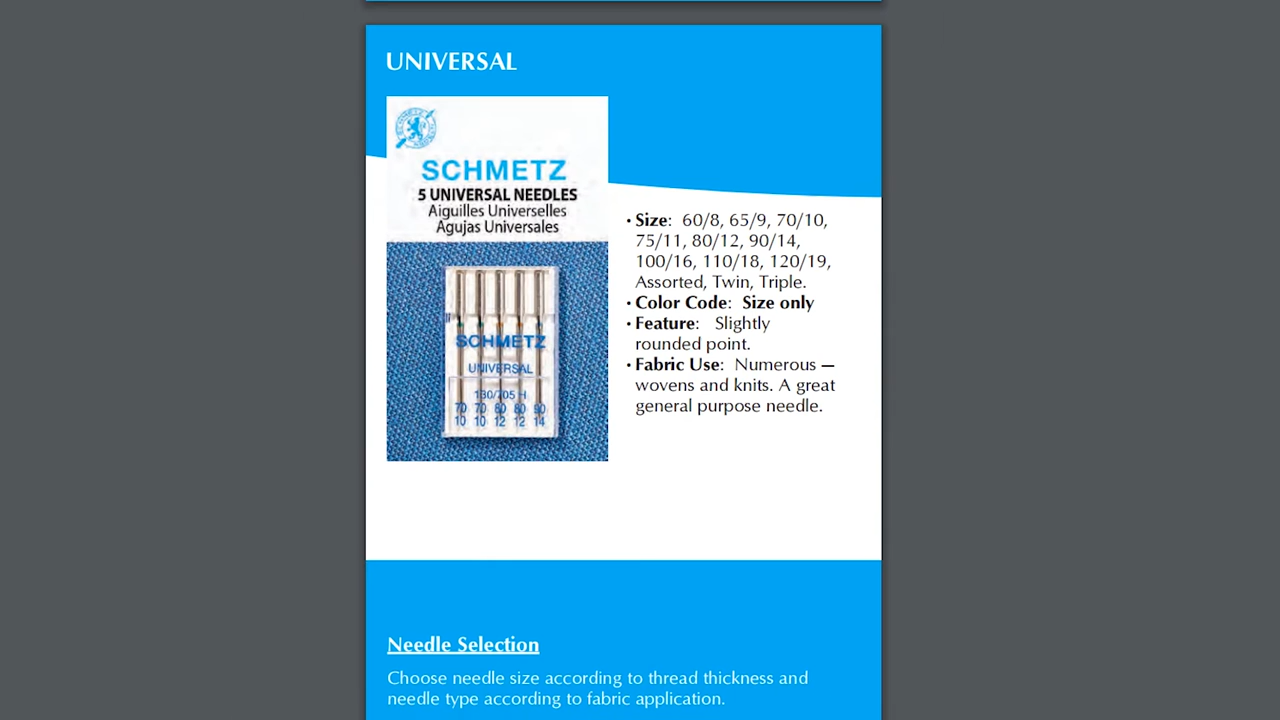 UNIVERSAL
SCHMETZ
5 UNIVERSAL NEEDLES
Aiguilles Universelles
Agujas Universales
SCHMETZ
UNIVERSAL
130/705 H
70 70 80 80 90
10 10 12 12 14
• Size: 60/8, 65/9, 70/10,
75/11, 80/12, 90/14,
100/16, 110/18, 120/19,
Assorted, Twin, Triple.
• Color Code: Size only
• Feature: Slightly
rounded point.
• Fabric Use: Numerous —
wovens and knits. A great
general purpose needle.
Needle Selection
Choose needle size according to thread thickness and
needle type according to fabric application.